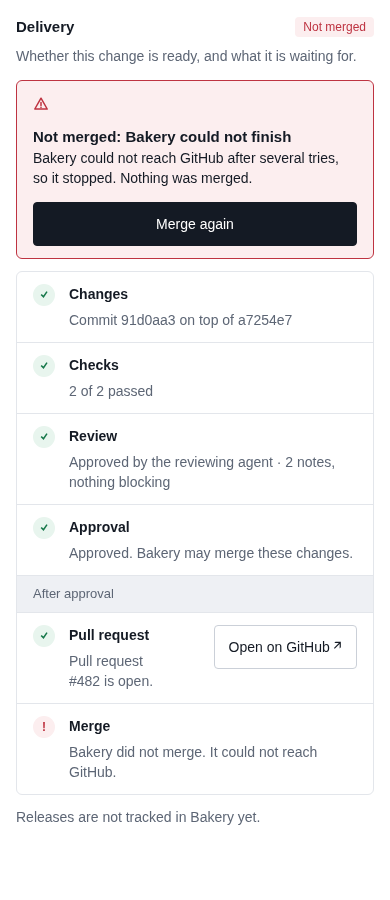 Delivery
Not merged
Whether this change is ready, and what it is waiting for.
Not merged: Bakery could not finish
Bakery could not reach GitHub after several tries,
so it stopped. Nothing was merged.
Merge again
Changes
Commit 91d0aa3 on top of a7254e7
Checks
2 of 2 passed
Review
Approved by the reviewing agent · 2 notes,
nothing blocking
Approval
Approved. Bakery may merge these changes.
After approval
Pull request
Pull request
#482 is open.
Open on GitHub
Merge
Bakery did not merge. It could not reach
GitHub.
Releases are not tracked in Bakery yet.